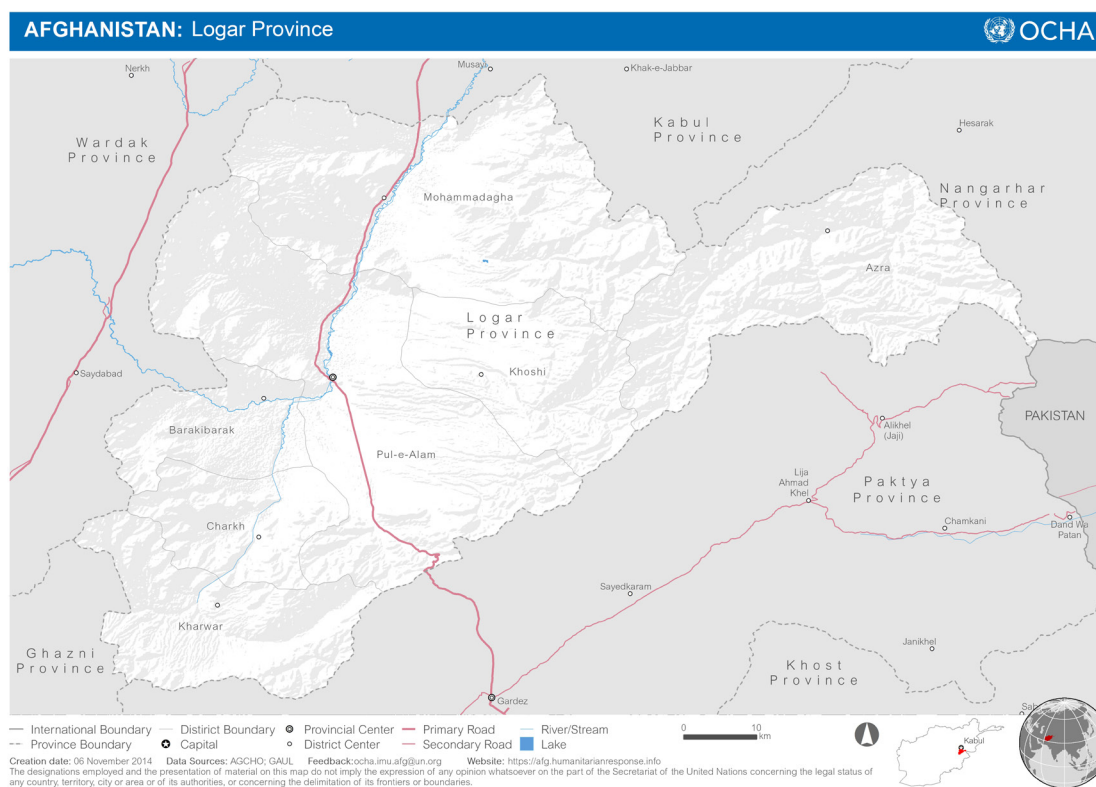 AFGHANISTAN: Logar Province
OCHA
Nerkh
Musayi
Khak-e-Jabbar
Kabul
Province
Hesarak
Wardak
Province
Nangarhar
Province
Mohammadagha
Azra
Logar
Province
Khoshi
Saydabad
PAKISTAN
Barakibarak
Alikhel
(Jaji)
Pul-e-Alam
Lija
Ahmad
Khel
Paktya
Province
Charkh
Chamkani
Dand Wa
Patan
Sayedkaram
Kharwar
Janikhel
Ghazni
Province
Khost
Province
Gardez
International Boundary
District Boundary
Provincial Center
Primary Road
River/Stream
Province Boundary
Capital
District Center
Secondary Road
Lake
0 10
km
Kabul
Creation date: 06 November 2014 Data Sources: AGCHO; GAUL Feedback:ocha.imu.afg@un.org Website: https://afg.humanitarianresponse.info
The designations employed and the presentation of material on this map do not imply the expression of any opinion whatsoever on the part of the Secretariat of the United Nations concerning the legal status of
any country, territory, city or area or of its authorities, or concerning the delimitation of its frontiers or boundaries.